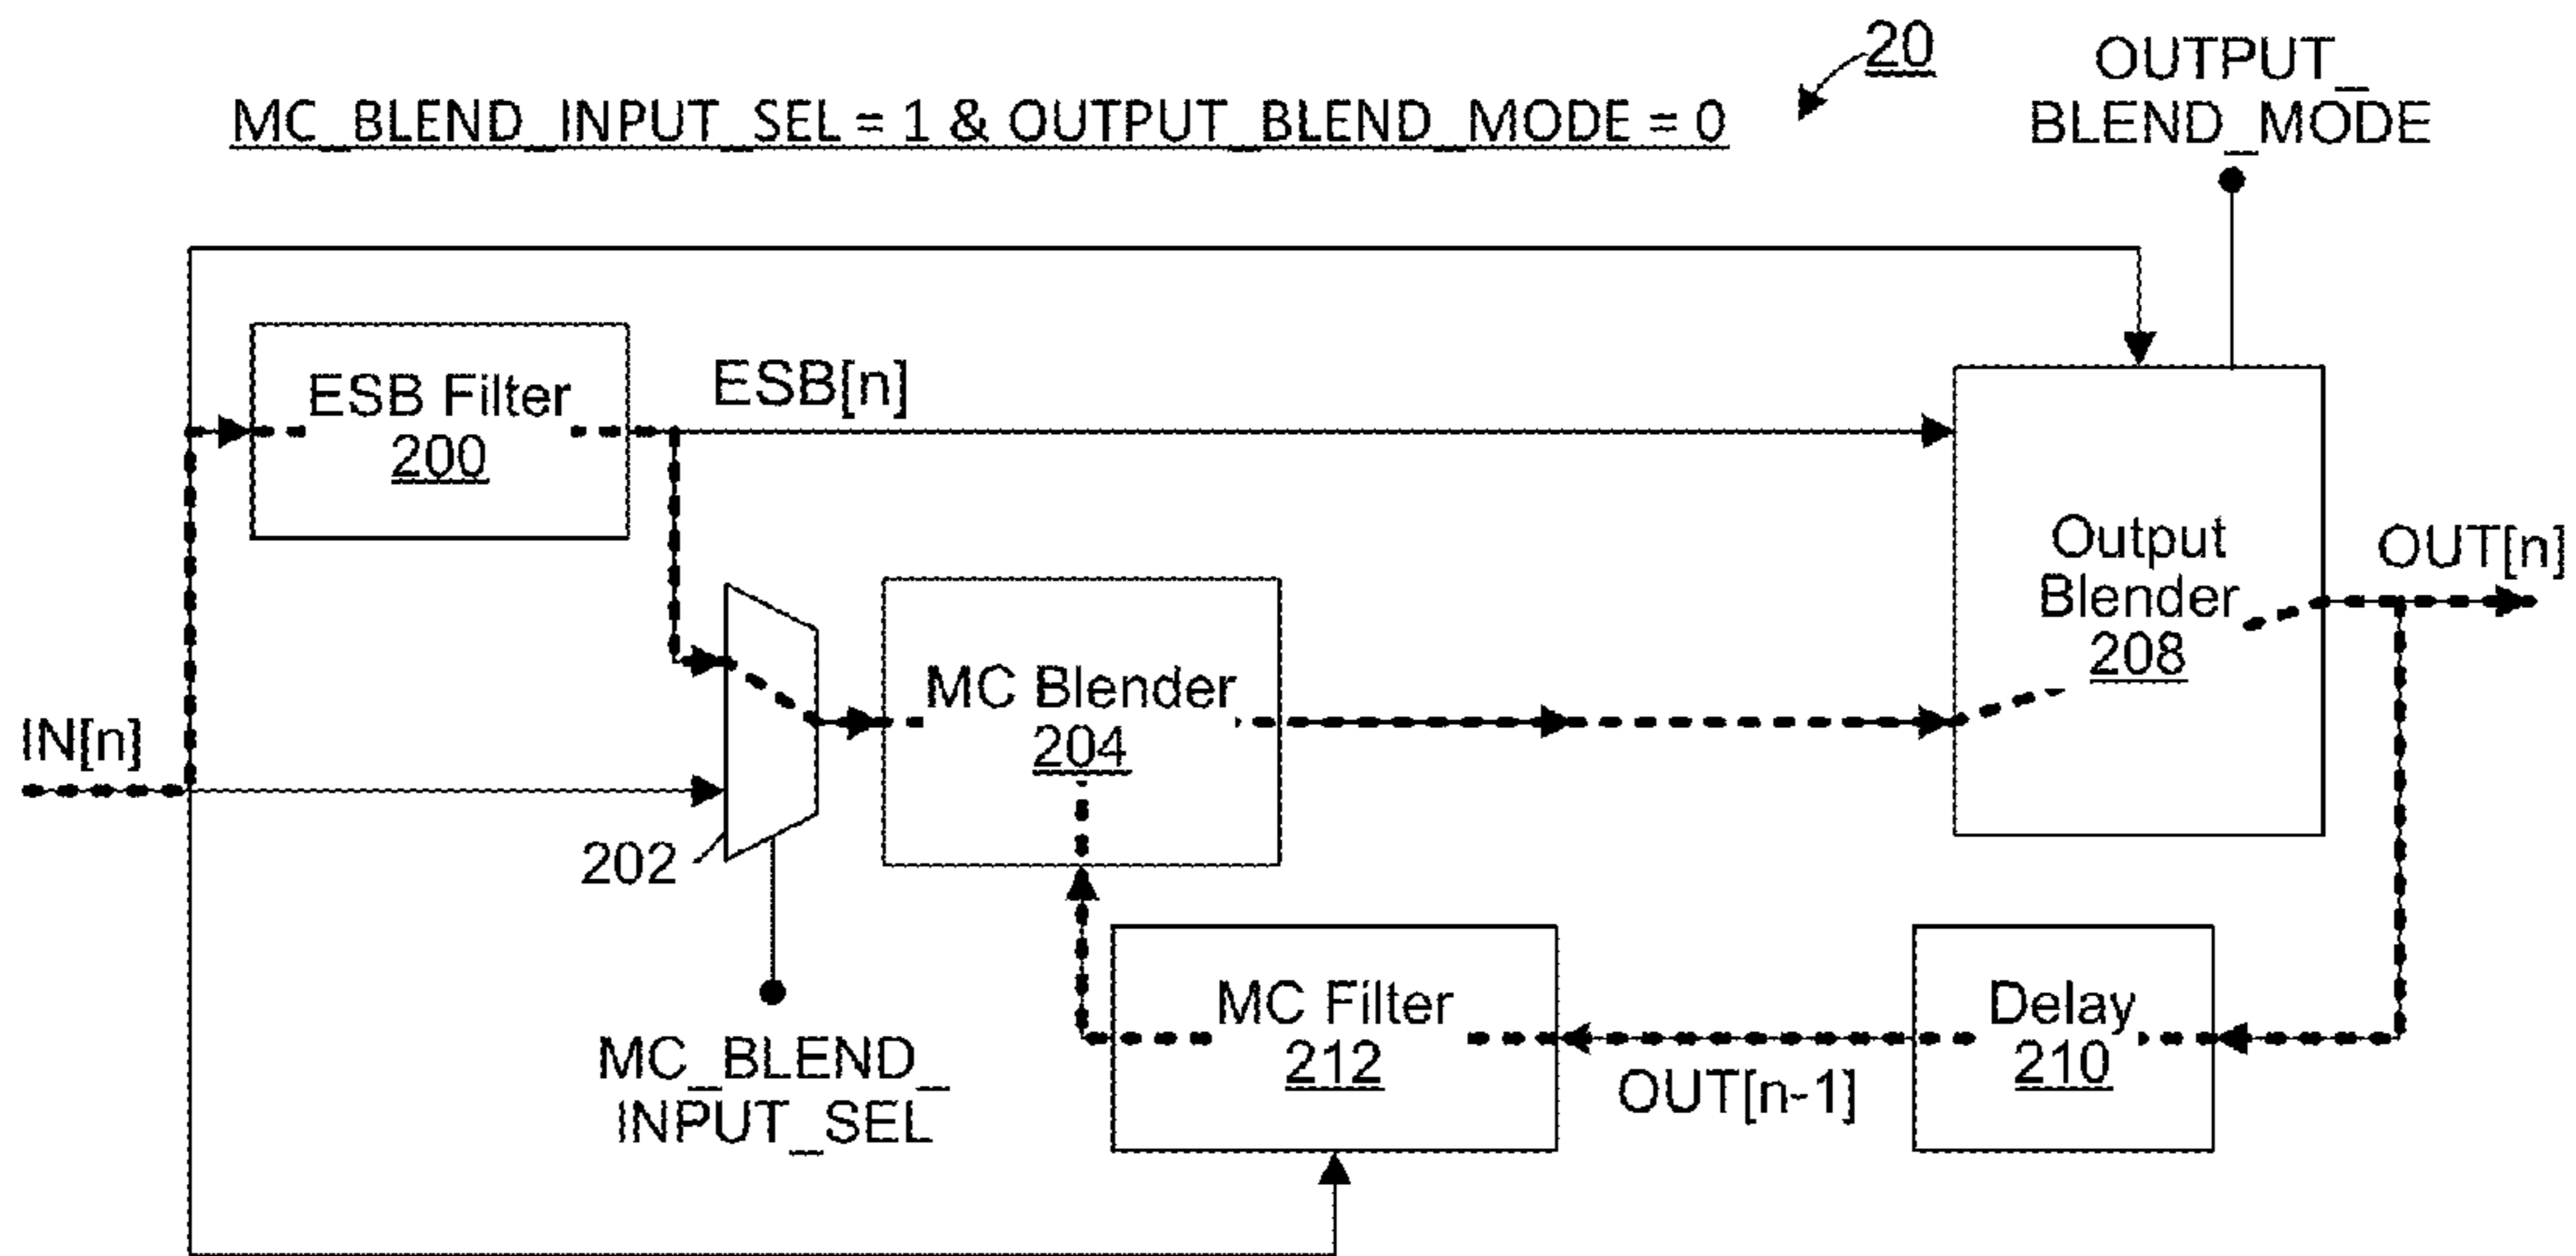 20
OUTPUT_
BLEND_MODE
MC_BLEND_INPUT_SEL = 1 & OUTPUT_BLEND_MODE = 0
ESB Filter
200
ESB[n]
Output
Blender
208
OUT[n]
IN[n]
MC Blender
204
202
MC_BLEND_
INPUT_SEL
MC Filter
212
OUT[n-1]
Delay
210